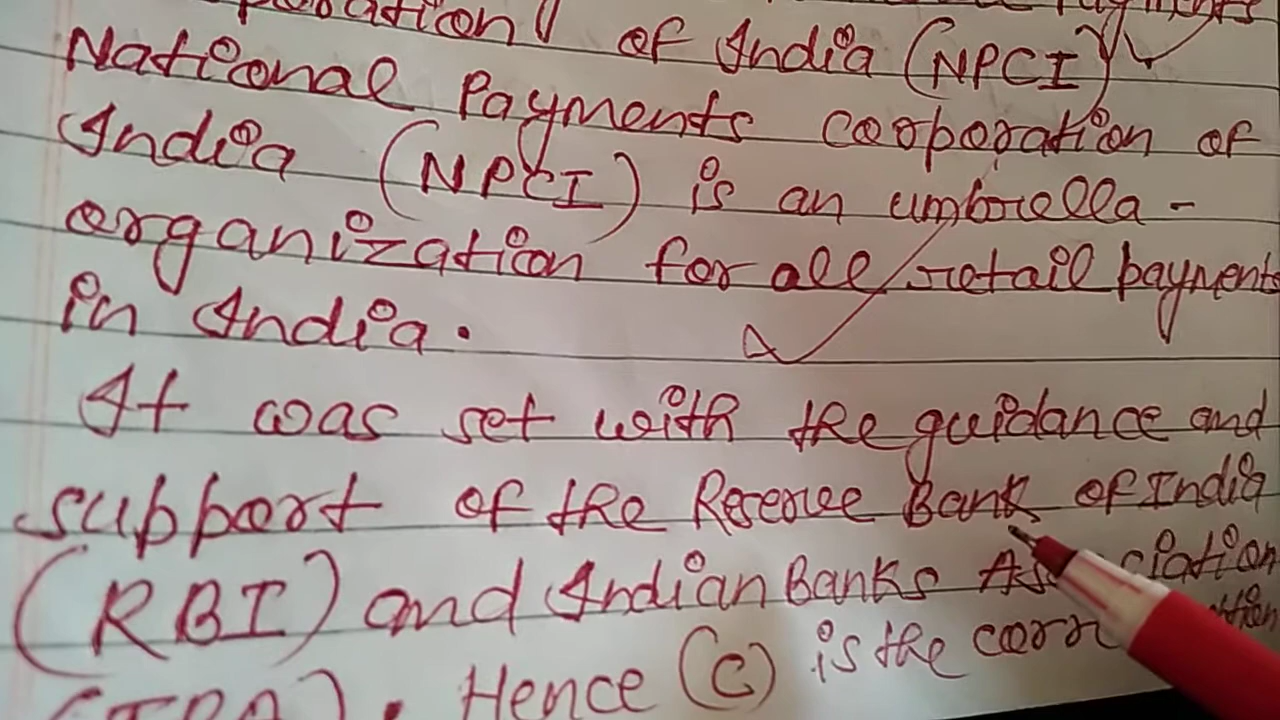 of India (NPCI)
National Payments corporation of
India (NPCI) is an umbrella -
organization for all retail payments
in India.
It was set with the guidance and
support of the Reserve Bank of India
(RBI) and Indian Banks
Hence (C) is the